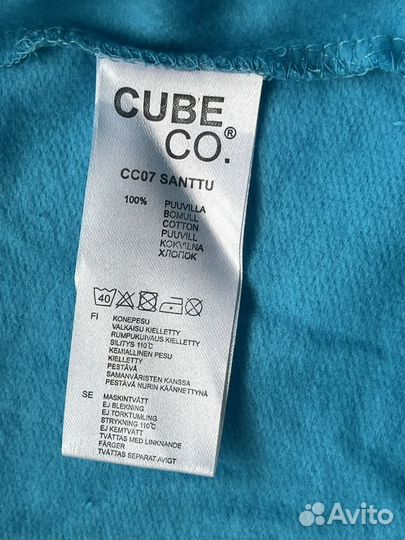 CUBE
CO.®
CC07 SANTTU
100% PUUVILLA
BOMULL
COTTON
PUUVILL
KOKVILNA
ХЛОПОК
40
FI KONEPESU
VALKAISU KIELLETTY
RUMPUKUIVAUS KIELLETTY
SILITYS 110°C
KEMIALLINEN PESU
KIELLETTY
PESTÄVÄ
SAMANVÄRISTEN KANSSA
PESTÄVÄ NURIN KÄÄNNETTYNÄ
SE MASKINTVÄTT
EJ BLEKNING
EJ TORKTUMLING
STRYKNING 110°C
EJ KEMTVÄTT
TVÄTTAS MED LIKNANDE
FÄRGER
TVÄTTAS SEPARAT/AVIGT
Avito